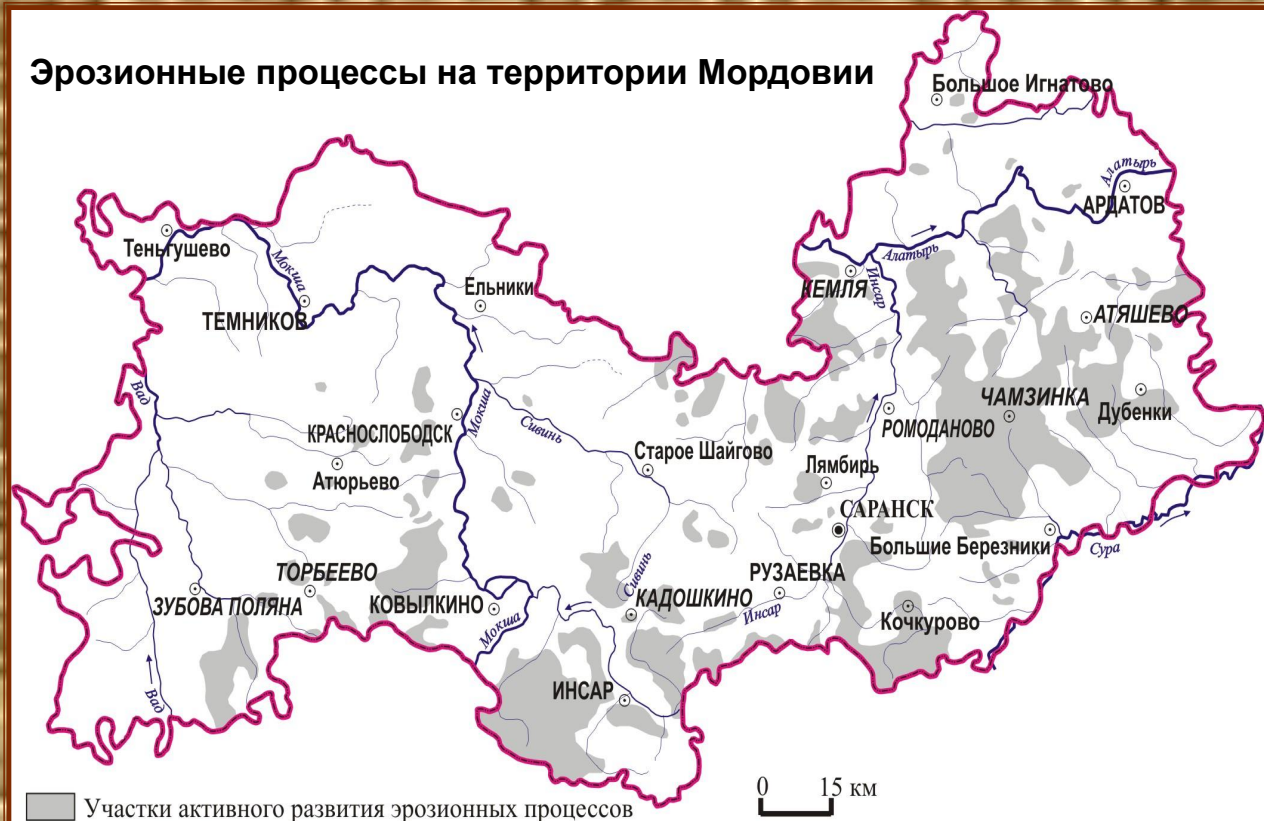 Эрозионные процессы на территории Мордовии
Большое Игнатово
Алатырь
АРДАТОВ
Теньгушево
Мокша
Алатырь
КЕМЛЯ
Инсар
Ельники
ТЕМНИКОВ
АТЯШЕВО
Вад
Мокша
Сивинь
КРАСНОСЛОБОДСК
ЧАМЗИНКА
Дубенки
РОМОДАНОВО
Старое Шайгово
Лямбирь
Атюрьево
САРАНСК
Большие Березники
Сура
ТОРБЕЕВО
Сивинь
РУЗАЕВКА
ЗУБОВА ПОЛЯНА
КОВЫЛКИНО
КАДОШКИНО
Инсар
Кочкурово
Мокша
Вад
ИНСАР
0 15 км
Участки активного развития эрозионных процессов